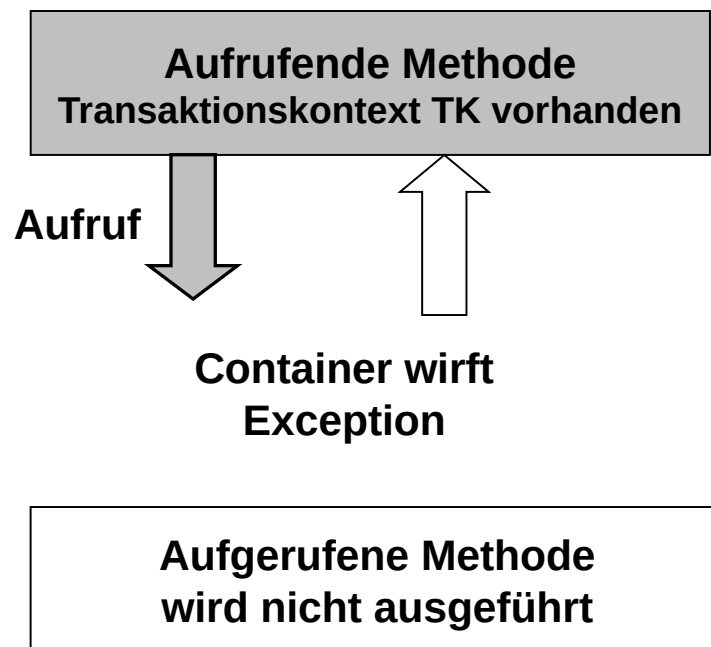 Aufrufende Methode
Transaktionskontext TK vorhanden
Aufruf
Container wirft
Exception
Aufgerufene Methode
wird nicht ausgeführt